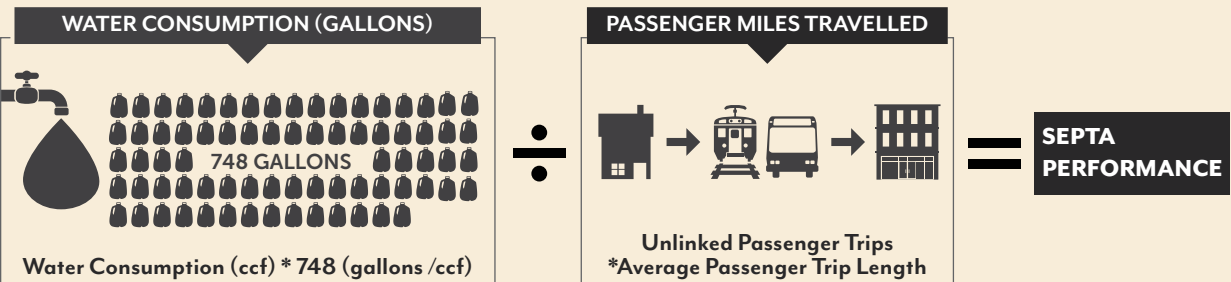 WATER CONSUMPTION (GALLONS)
748 GALLONS
Water Consumption (ccf) * 748 (gallons /ccf)
÷
PASSENGER MILES TRAVELLED
Unlinked Passenger Trips
*Average Passenger Trip Length
=
SEPTA
PERFORMANCE